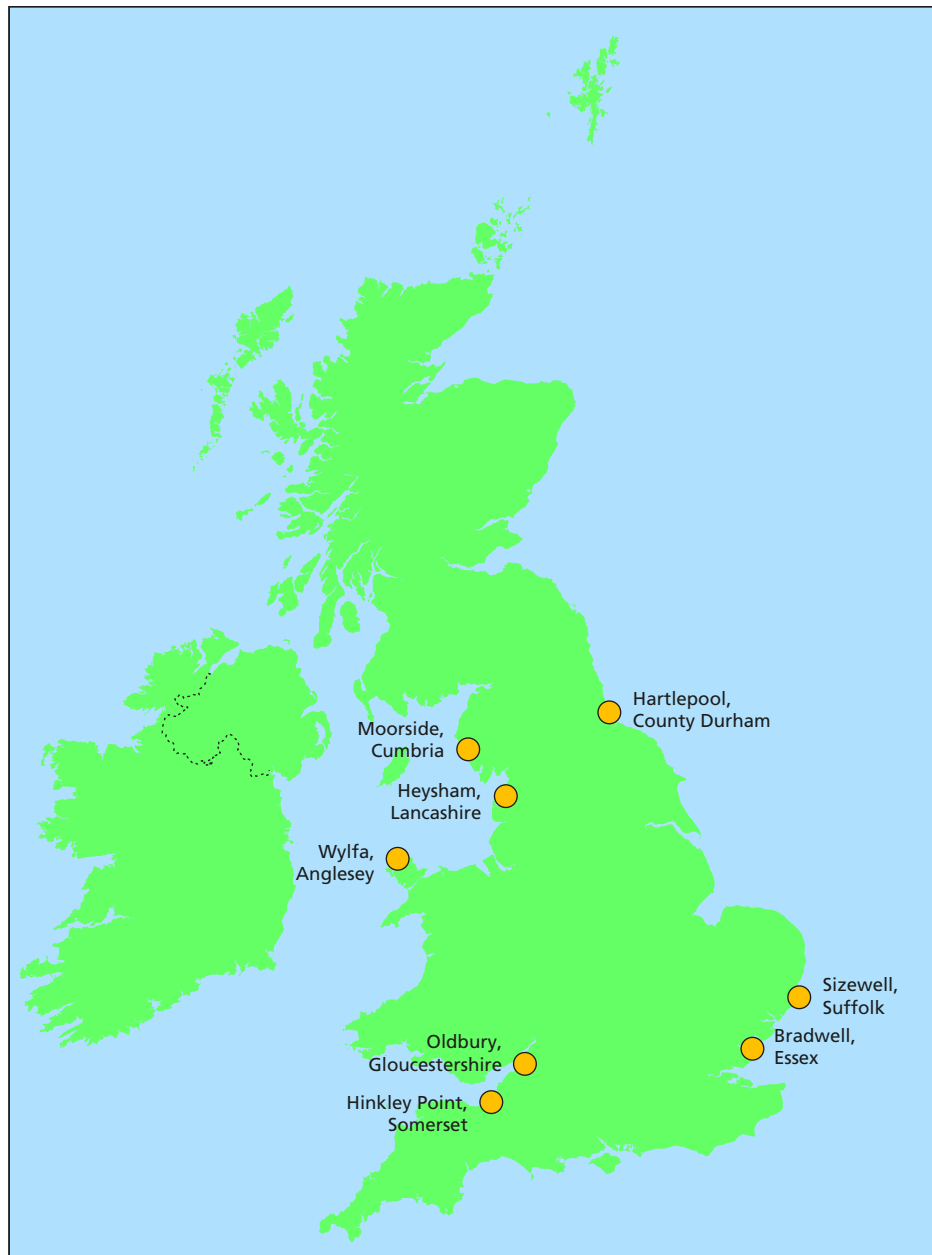 Hartlepool,
County Durham
Moorside,
Cumbria
Heysham,
Lancashire
Wylfa,
Anglesey
Sizewell,
Suffolk
Bradwell,
Essex
Oldbury,
Gloucestershire
Hinkley Point,
Somerset